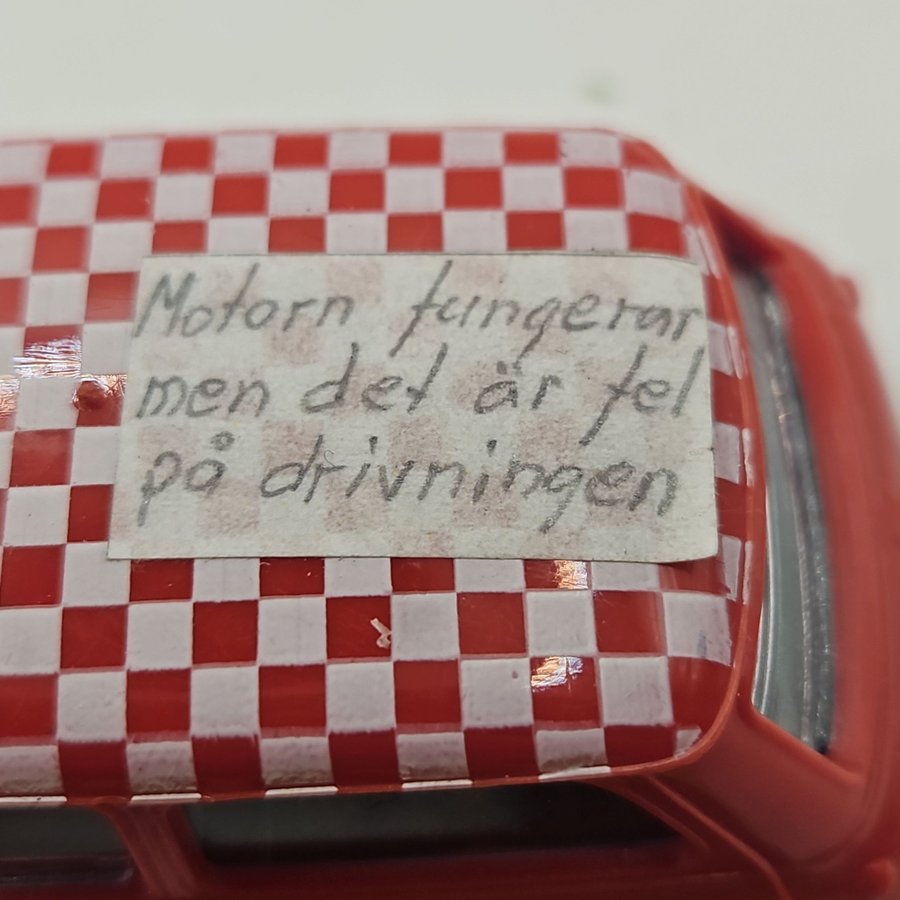 Motorn fungerar
men det är fel
på drivningen